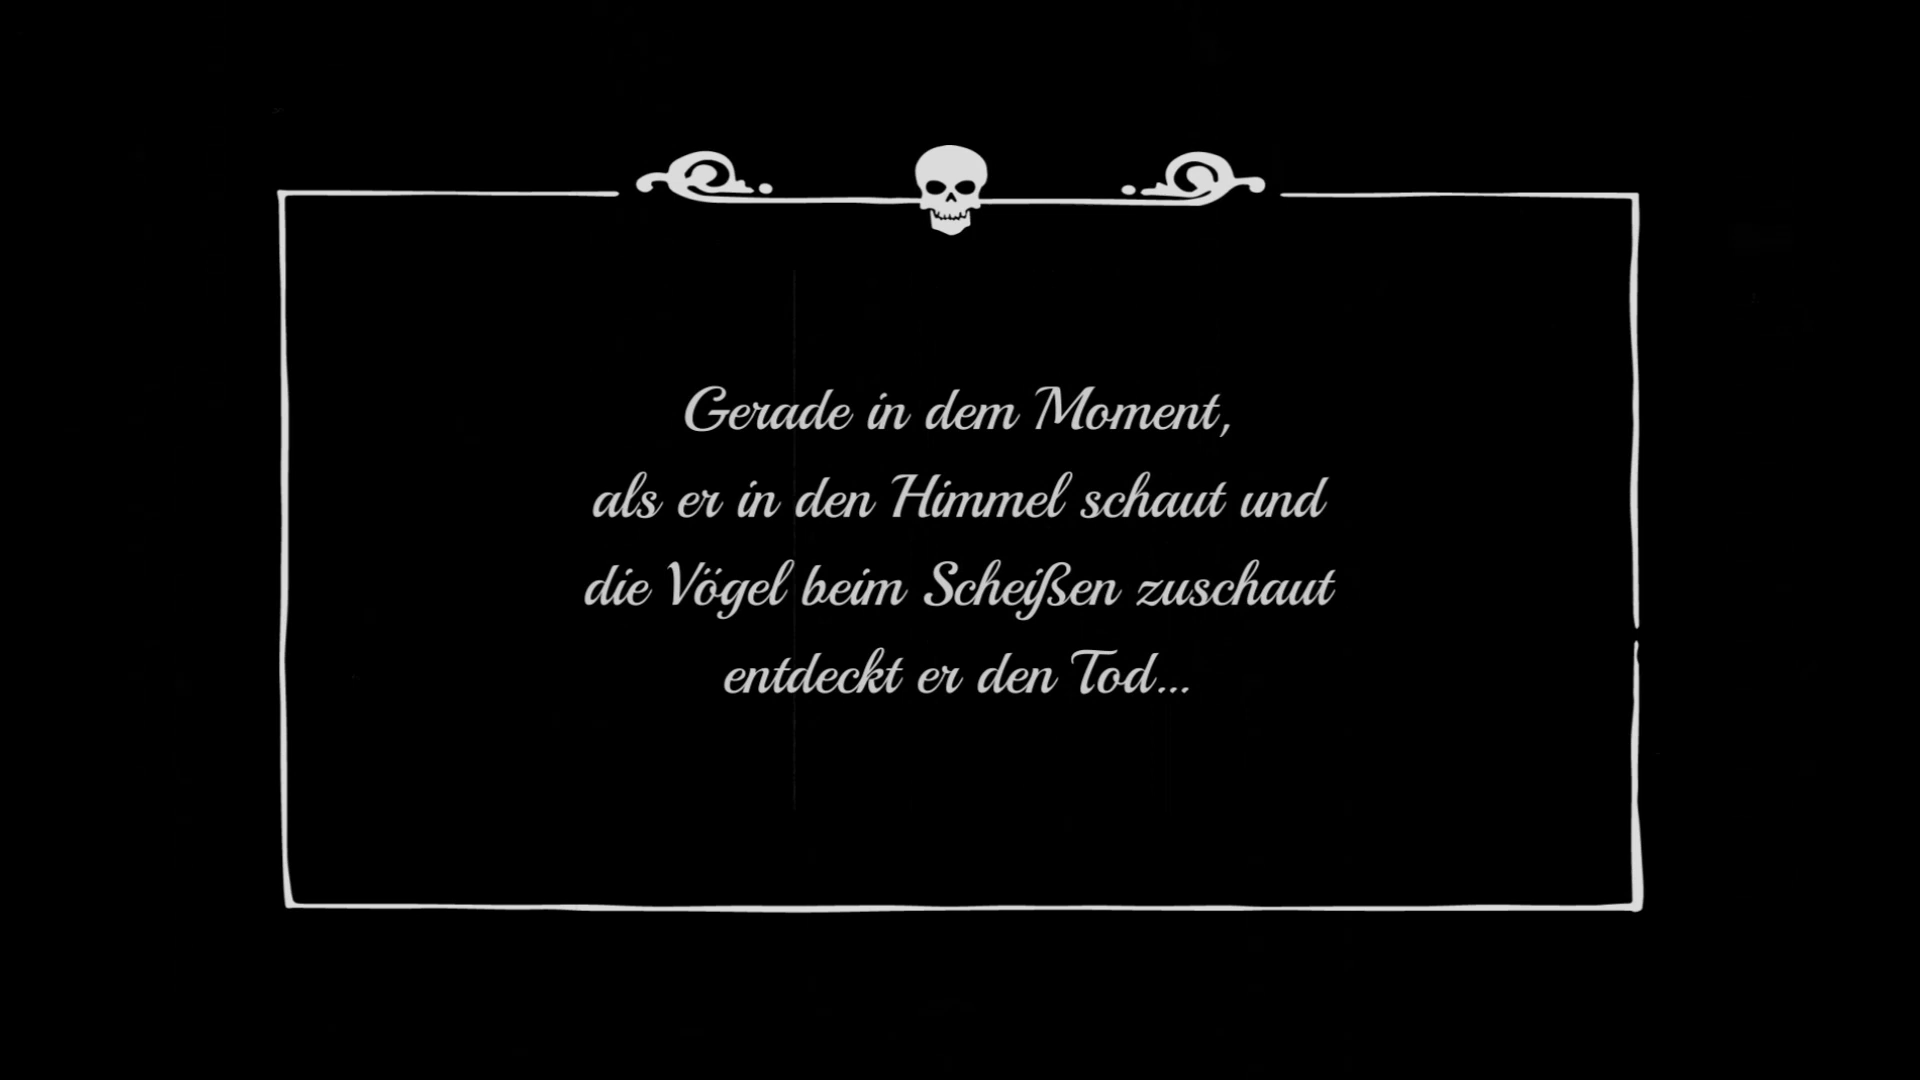 Gerade in dem Moment,
als er in den Himmel schaut und
die Vögel beim Scheißen zuschaut
entdeckt er den Tod...